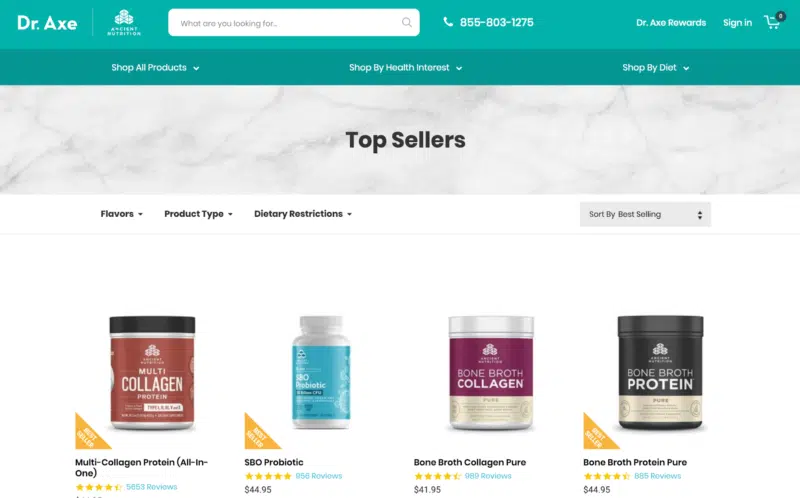 Dr. Axe
ANCIENT
NUTRITION
What are you looking for...
855-803-1275
Dr. Axe Rewards
Sign in
0
Shop All Products
Shop By Health Interest
Shop By Diet
Top Sellers
Flavors
Product Type
Dietary Restrictions
Sort By Best Selling
ANCIENT
NUTRITION
MULTI
COLLAGEN
PROTEIN
BEST
SELLER
SBO
Probiotic
BEST
SELLER
ANCIENT
NUTRITION
BONE BROTH
COLLAGEN
PURE
ANCIENT
NUTRITION
BONE BROTH
PROTEIN
PURE
BEST
SELLER
Multi-Collagen Protein (All-In-
One)
5653 Reviews
SBO Probiotic
956 Reviews
$44.95
Bone Broth Collagen Pure
989 Reviews
$41.95
Bone Broth Protein Pure
885 Reviews
$44.95